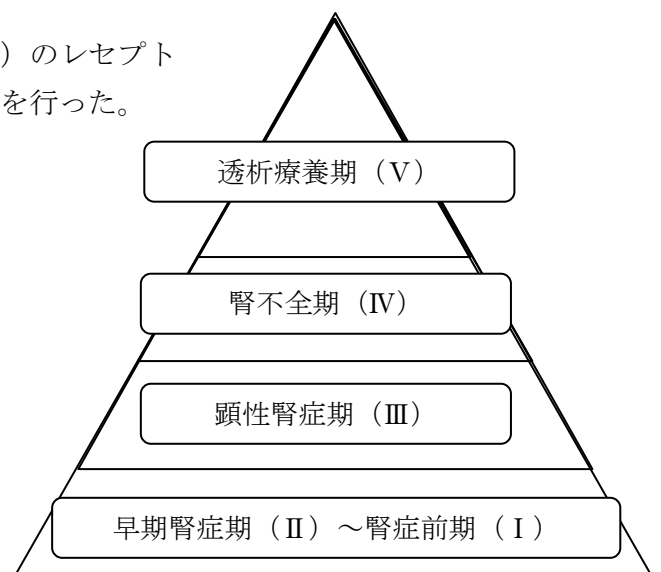 ）のレセプト
を行った。
透析療養期（Ⅴ）
腎不全期（Ⅳ）
顕性腎症期（Ⅲ）
早期腎症期（Ⅱ）～腎症前期（Ⅰ）